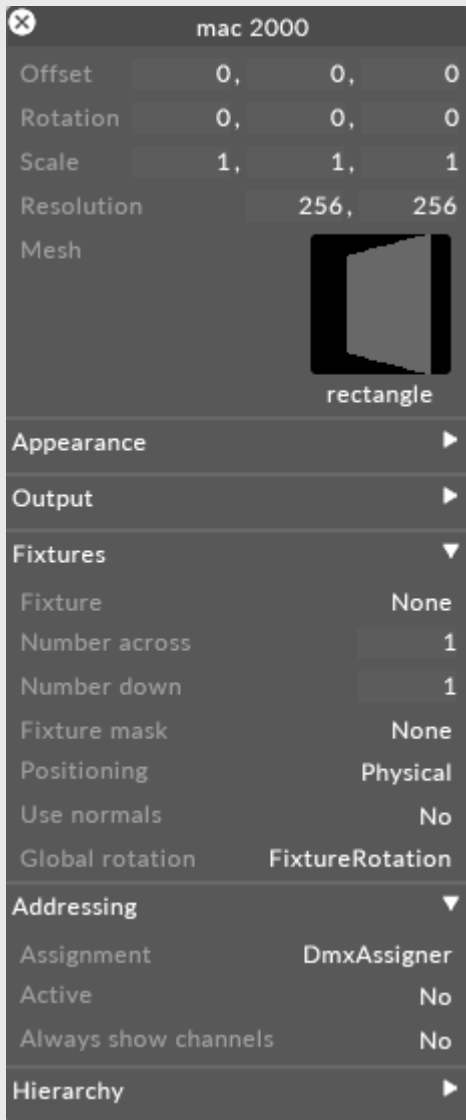 mac 2000
Offset 0, 0, 0
Rotation 0, 0, 0
Scale 1, 1, 1
Resolution 256, 256
Mesh
rectangle
Appearance
Output
Fixtures
Fixture None
Number across 1
Number down 1
Fixture mask None
Positioning Physical
Use normals No
Global rotation FixtureRotation
Addressing
Assignment DmxAssigner
Active No
Always show channels No
Hierarchy